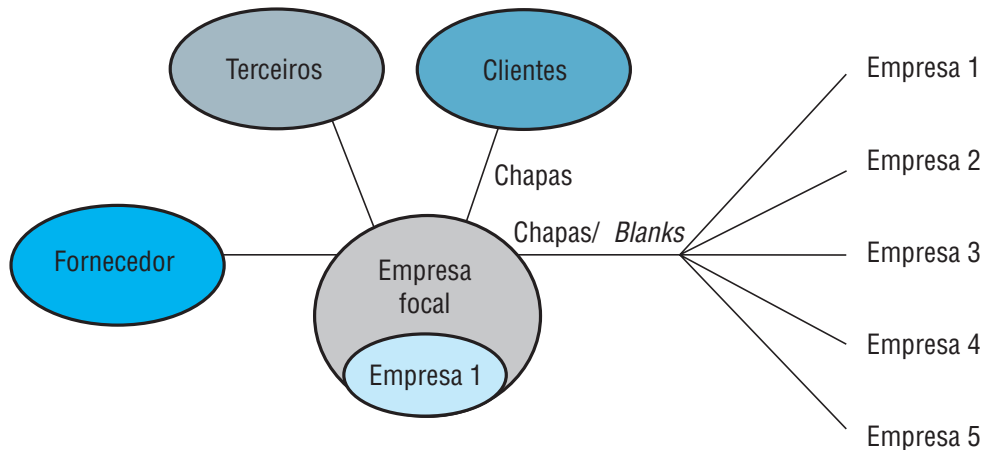 Terceiros
Clientes
Empresa 1
Empresa 2
Chapas
Chapas/ Blanks
Fornecedor
Empresa
focal
Empresa 3
Empresa 1
Empresa 4
Empresa 5